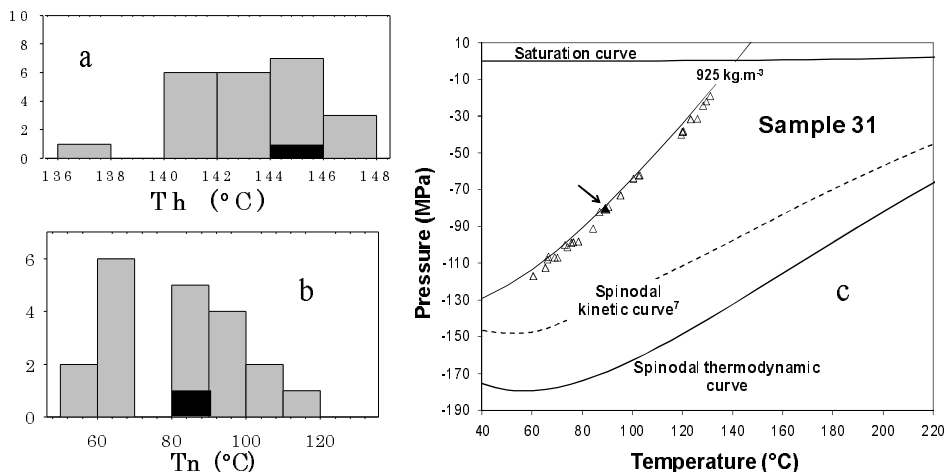 10
8
6
4
2
0
a
136 138 140 142 144 146 148
Th (°C)
6
4
2
0
b
60 80 100 120
Tn (°C)
10
-10
-30
-50
-70
-90
-110
-130
-150
-170
-190
Pressure (MPa)
Saturation curve
925 kg.m-³
Sample 31
Spinodal
kinetic curve⁷
c
Spinodal thermodynamic
curve
40 60 80 100 120 140 160 180 200 220
Temperature (°C)